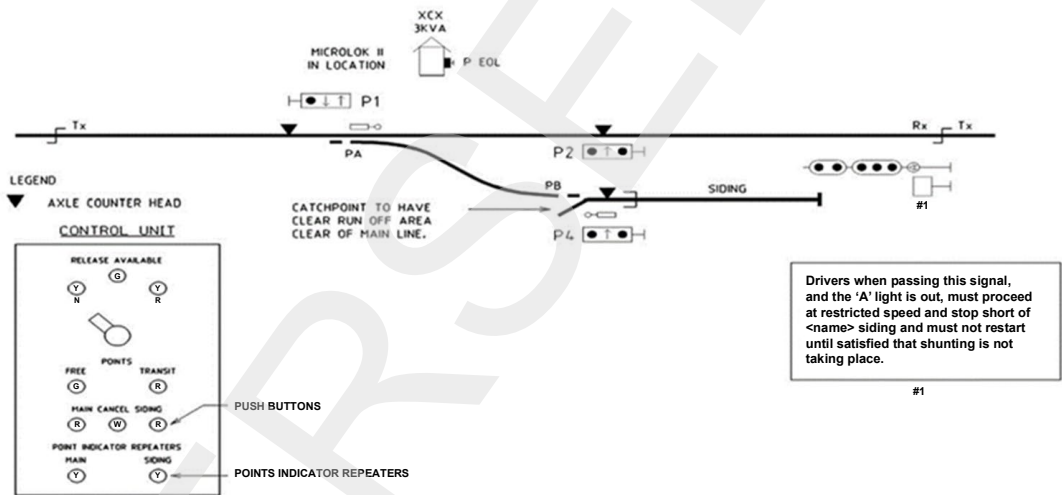 XCX
3KVA
MICROLOK II
IN LOCATION
P EOL
P1
Tx
Rx
Tx
PA
P2
LEGEND
AXLE COUNTER HEAD
PB
SIDING
#1
CATCHPOINT TO HAVE
CLEAR RUN OFF AREA
CLEAR OF MAIN LINE.
P4
CONTROL UNIT
RELEASE AVAILABLE
G
Y
Y
N
R
POINTS
FREE
TRANSIT
G
R
MAIN CANCEL SIDING
R
W
R
PUSH BUTTONS
POINT INDICATOR REPEATERS
MAIN
SIDING
Y
Y
POINTS INDICATOR REPEATERS
Drivers when passing this signal,
and the ‘A’ light is out, must proceed
at restricted speed and stop short of
<name> siding and must not restart
until satisfied that shunting is not
taking place.
#1